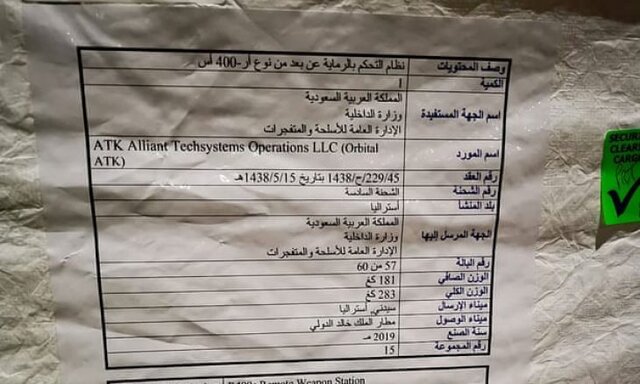 وصف المحتويات نظام التحكم بالرماية عن بعد من نوع أر-400 أس
الكمية 1
اسم الجهة المستفيدة المملكة العربية السعودية
وزارة الداخلية
الإدارة العامة للأسلحة والمتفجرات
اسم المورد ATK Alliant Techsystems Operations LLC (Orbital
ATK)
رقم العقد 229/45/ح/1438 بتاريخ 1438/5/15هـ
رقم الشحنة الشحنة السادسة
بلد المنشأ أستراليا
الجهة المرسل إليها المملكة العربية السعودية
وزارة الداخلية
الإدارة العامة للأسلحة والمتفجرات
رقم البالة 57 من 60
الوزن الصافي 181 كغ
الوزن الكلي 283 كغ
ميناء الإرسال سيدني, أستراليا
ميناء الوصول مطار الملك خالد الدولي
سنة الصنع 2019 مـ
رقم المجموعة 15
R400s Remote Weapon Station
SECURITY
CLEARED
CARGO